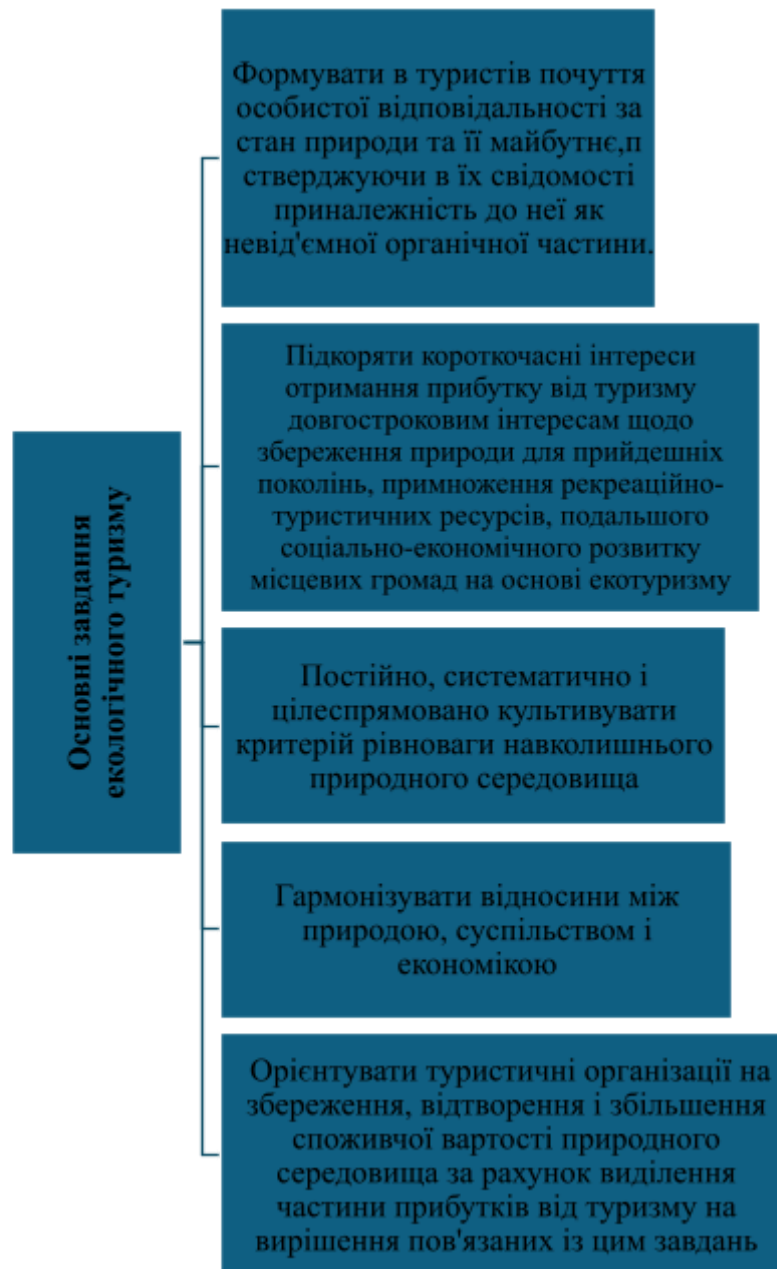 Основні завдання
екологічного туризму
Формувати в туристів почуття
особистої відповідальності за
стан природи та її майбутнє,п
стверджуючи в їх свідомості
приналежність до неї як
невід'ємної органічної частини.
Підкоряти короткочасні інтереси
отримання прибутку від туризму
довгостроковим інтересам щодо
збереження природи для прийдешніх
поколінь, примноження рекреаційно-
туристичних ресурсів, подальшого
соціально-економічного розвитку
місцевих громад на основі екотуризму
Постійно, систематично і
цілеспрямовано культивувати
критерій рівноваги навколишнього
природного середовища
Гармонізувати відносини між
природою, суспільством і
економікою
Орієнтувати туристичні організації на
збереження, відтворення і збільшення
споживчої вартості природного
середовища за рахунок виділення
частини прибутків від туризму на
вирішення пов'язаних із цим завдань